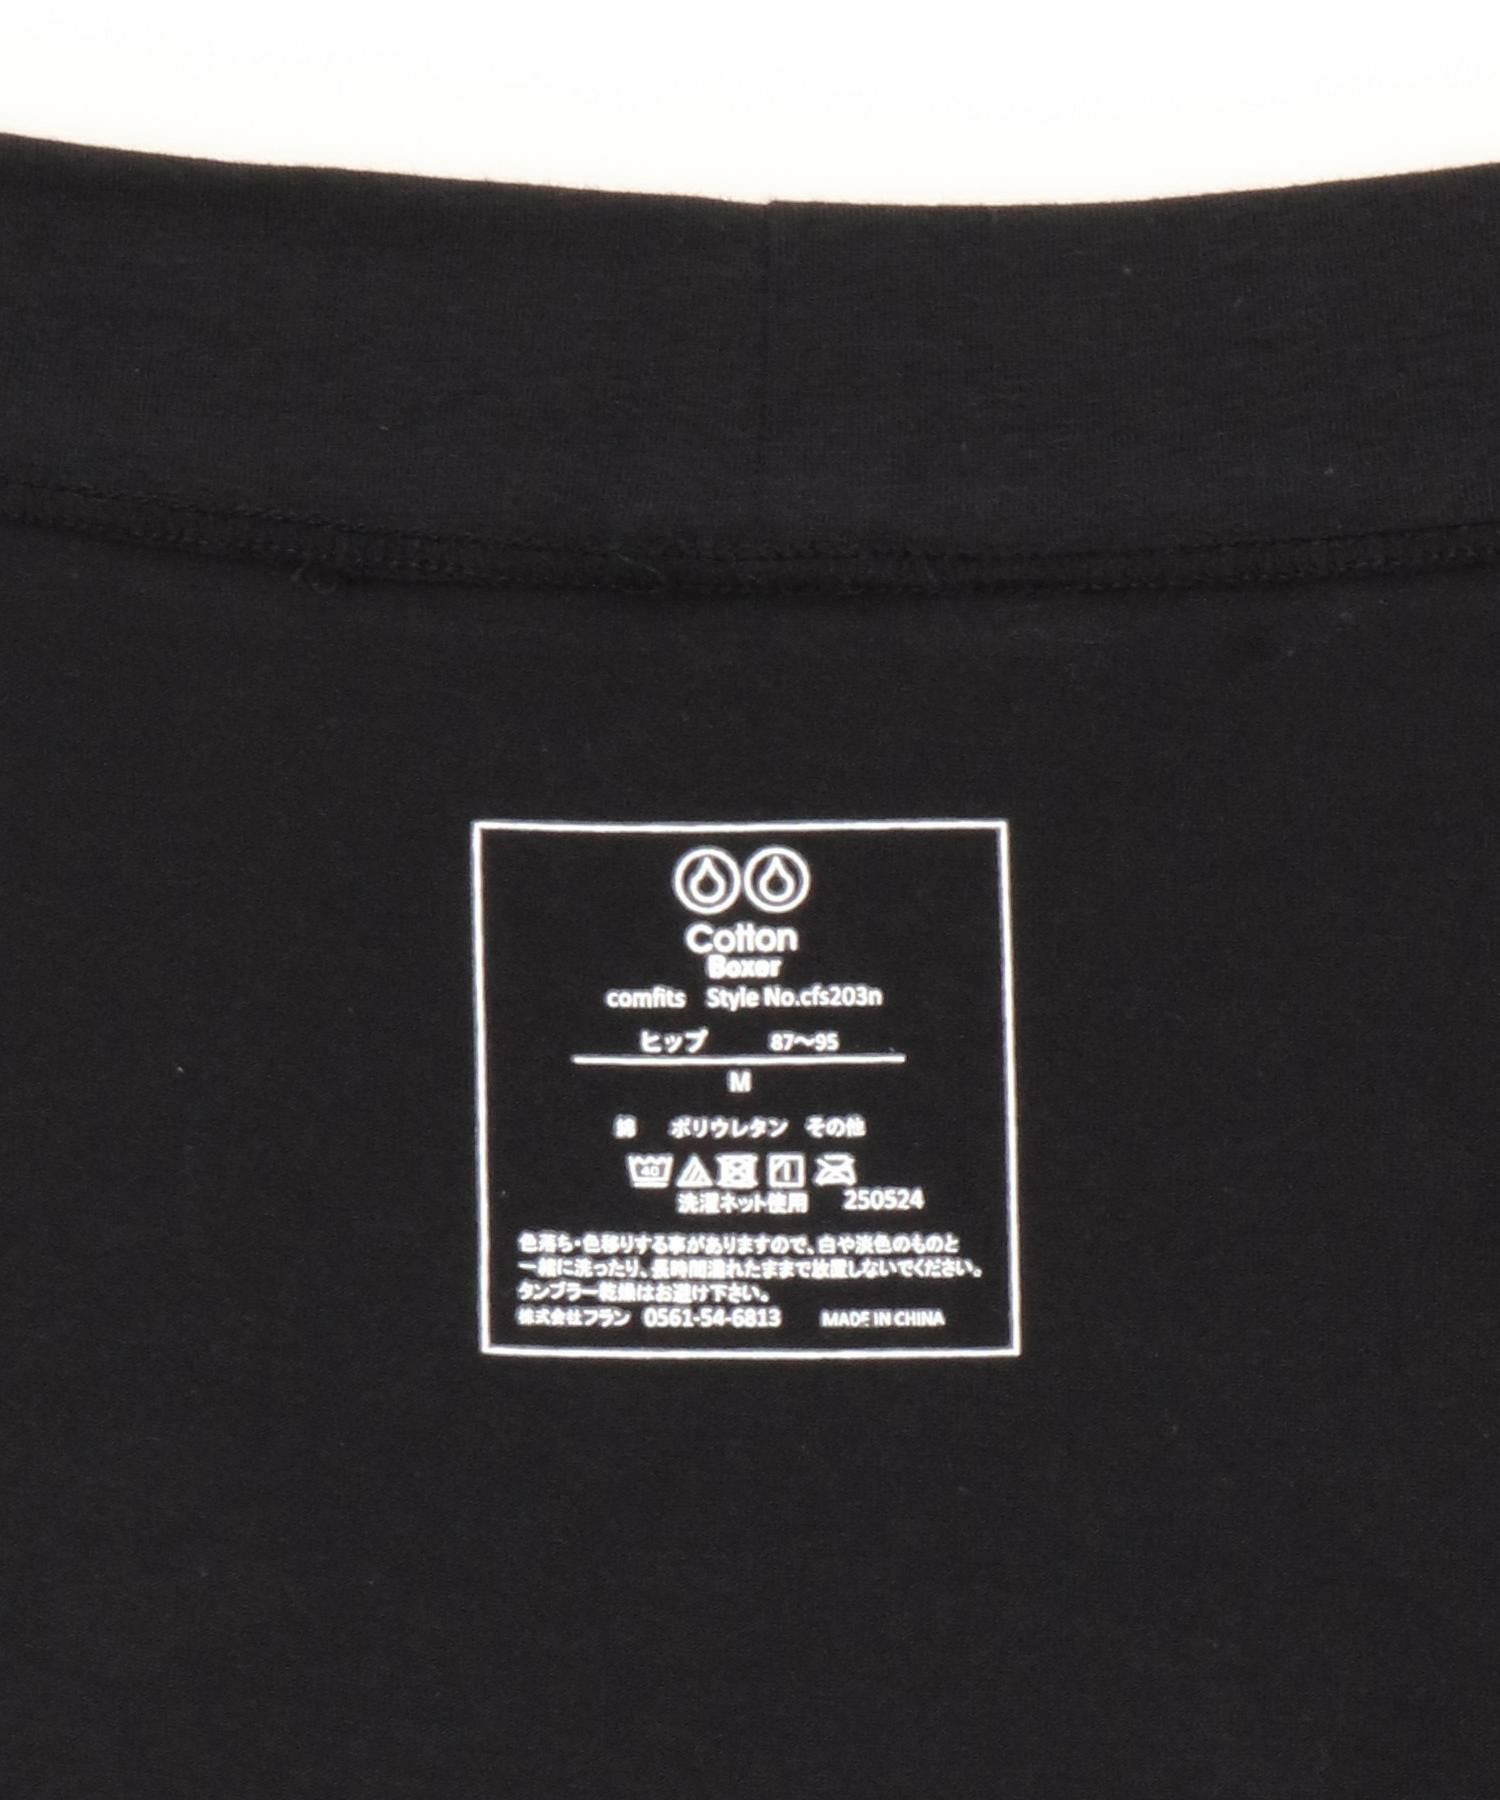 Cotton
Boxer
comfits Style No.cfs203n
ヒップ 87〜95
M
綿 ポリウレタン その他
40
洗濯ネット使用 250524
色落ち・色移りする事がありますので、白や淡色のものと
一緒に洗ったり、長時間濡れたままで放置しないでください。
タンブラー乾燥はお避け下さい。
株式会社フラン 0561-54-6813 MADE IN CHINA